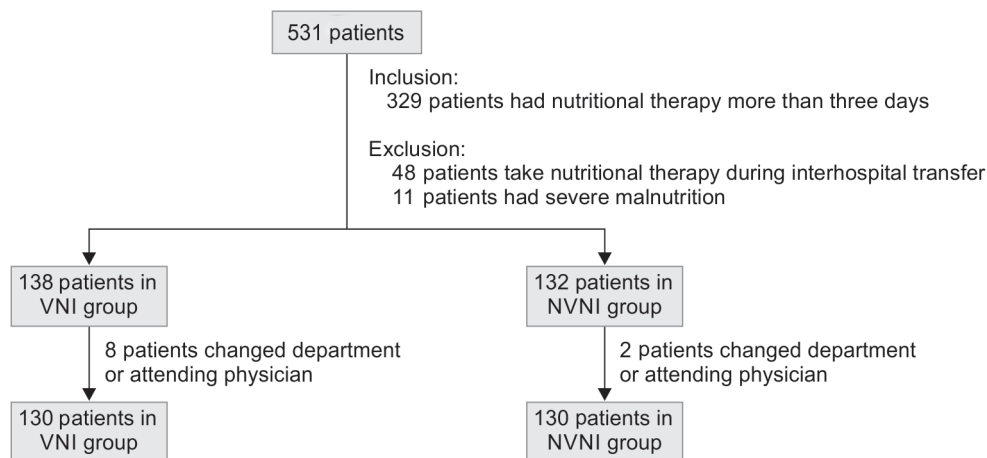 531 patients
Inclusion:
329 patients had nutritional therapy more than three days
Exclusion:
48 patients take nutritional therapy during interhospital transfer
11 patients had severe malnutrition
138 patients in
VNI group
132 patients in
NVNI group
8 patients changed department
or attending physician
2 patients changed department
or attending physician
130 patients in
VNI group
130 patients in
NVNI group